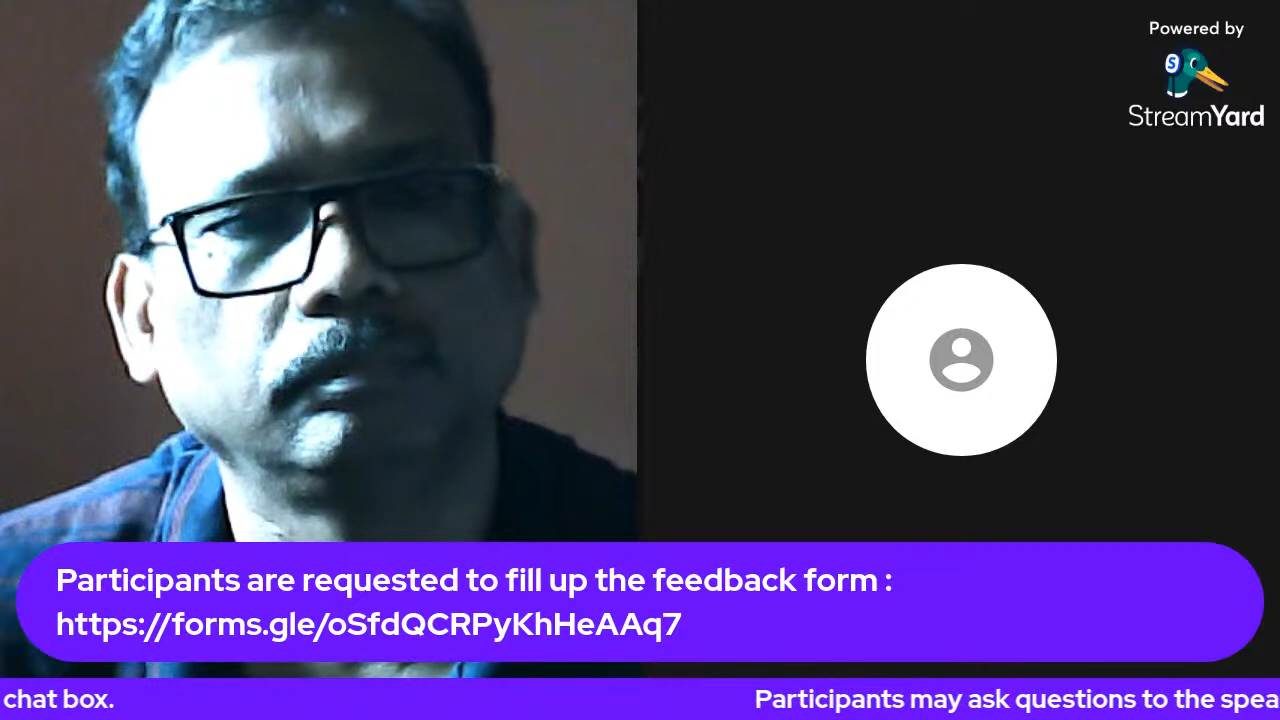 Powered by
S
StreamYard
Participants are requested to fill up the feedback form :
https://forms.gle/oSfdQCRPyKhHeAAq7
chat box. Participants may ask questions to the spea